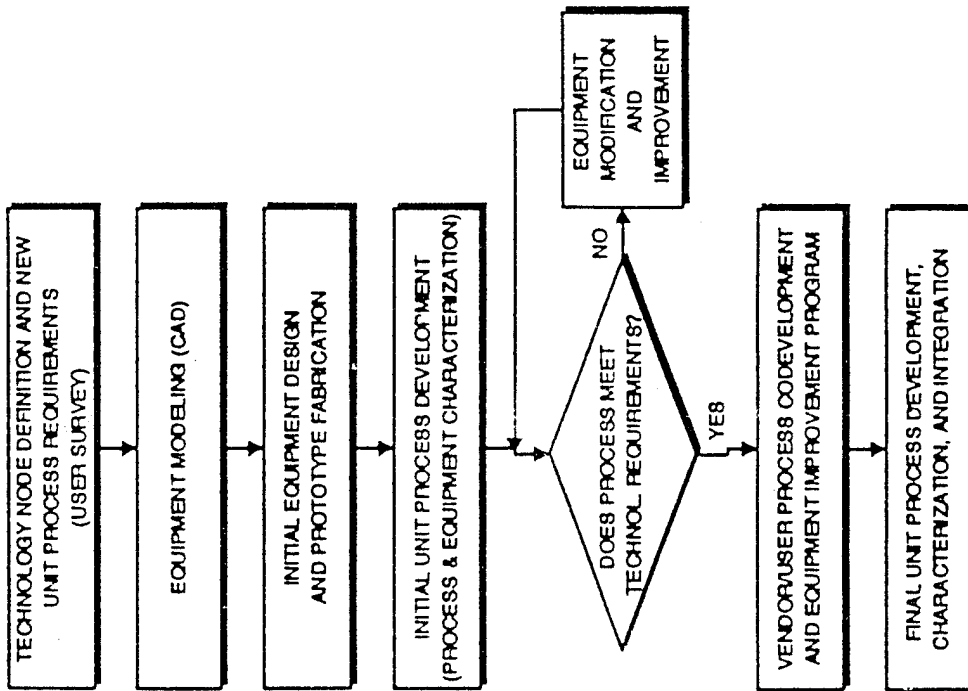 TECHNOLOGY NODE DEFINITION AND NEW
UNIT PROCESS REQUIREMENTS
(USER SURVEY)
EQUIPMENT MODELING (CAD)
INITIAL EQUIPMENT DESIGN
AND PROTOTYPE FABRICATION
INITIAL UNIT PROCESS DEVELOPMENT
(PROCESS & EQUIPMENT CHARACTERIZATION)
DOES PROCESS MEET
TECHNOL. REQUIREMENTS?
NO
EQUIPMENT
MODIFICATION
AND
IMPROVEMENT
YES
VENDOR/USER PROCESS CODEVELOPMENT
AND EQUIPMENT IMPROVEMENT PROGRAM
FINAL UNIT PROCESS DEVELOPMENT,
CHARACTERIZATION, AND INTEGRATION